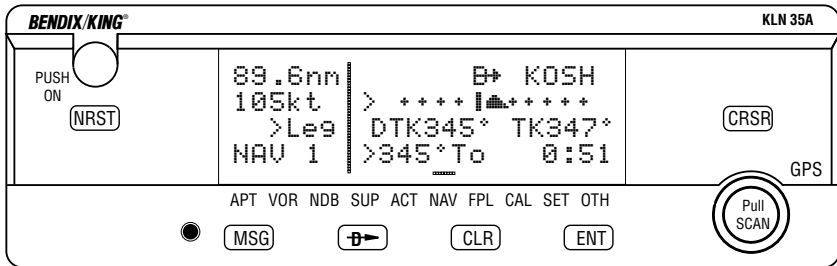 BENDIX/KING®
KLN 35A
PUSH ON
NRST
89.6nm
105kt
>Leg
NAV 1
D KOSH
>
DTK345° TK347°
>345°To 0:51
CRSR
GPS
APT VOR NDB SUP ACT NAV FPL CAL SET OTH
MSG
D
CLR
ENT
Pull SCAN